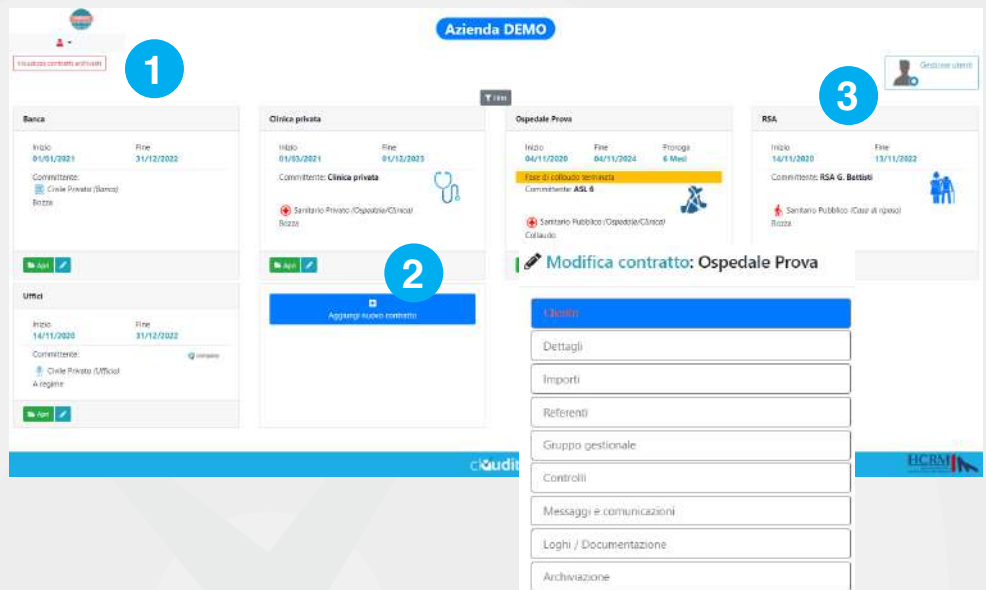 Azienda DEMO
Visualizza contratti archiviati
1
3
Gestione utenti
Filtri
Banca
Inizio Fine
01/01/2021 31/12/2022
Committente:
Civile Privato (Banca)
Bozza
Apri
Clinica privata
Inizio Fine
01/03/2021 01/12/2023
Committente: Clinica privata
Sanitario Privato (Ospedale/Clinica)
Bozza
Apri
Ospedale Prova
Inizio Fine Proroga
04/11/2020 04/11/2024 6 Mesi
Fase di collaudo terminata
Committente: ASL 6
Sanitario Pubblico (Ospedale/Clinica)
Collaudo
RSA
Inizio Fine
14/11/2020 13/11/2022
Committente: RSA G. Battisti
Sanitario Pubblico (Casa di riposo)
Bozza
Uffici
Inizio Fine
14/11/2020 31/12/2022
Committente:
company
Civile Privato (Ufficio)
A regime
Apri
2
Aggiungi nuovo contratto
Modifica contratto: Ospedale Prova
Cliente
Dettagli
Importi
Referenti
Gruppo gestionale
Controlli
Messaggi e comunicazioni
Loghi / Documentazione
Archiviazione
claudit
HCRM